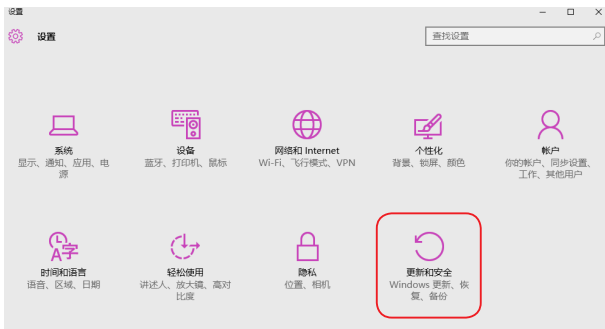 设置
设置
查找设置
系统
显示、通知、应用、电
源
设备
蓝牙、打印机、鼠标
网络和 Internet
Wi-Fi、飞行模式、VPN
个性化
背景、锁屏、颜色
帐户
你的帐户、同步设置、
工作、其他用户
时间和语言
语音、区域、日期
轻松使用
讲述人、放大镜、高对
比度
隐私
位置、相机
更新和安全
Windows 更新、恢
复、备份